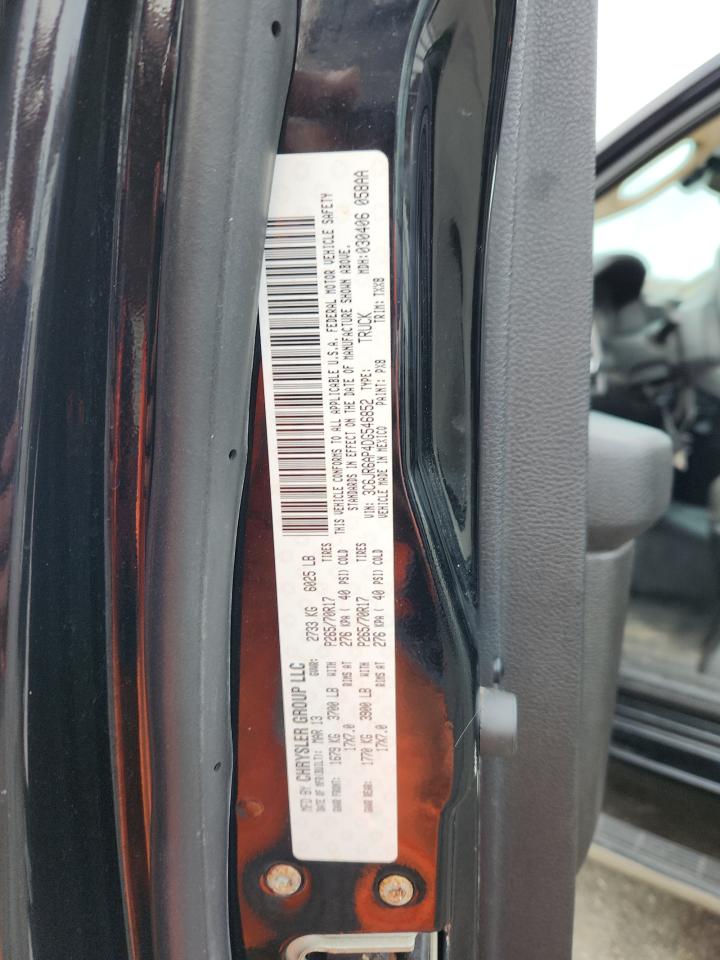 MFD BY: CHRYSLER GROUP LLC
DATE OF MFR(BUILT): MAR 13 GVWR: 2733 KG 6025 LB
GAWR FRONT: 1679 KG 3700 LB WITH P265/70R17 TIRES
17X7.0 RIMS AT 276 KPA ( 40 PSI) COLD
GAWR REAR: 1770 KG 3900 LB WITH P265/70R17 TIRES
17X7.0 RIMS AT 276 KPA ( 40 PSI) COLD
THIS VEHICLE CONFORMS TO ALL APPLICABLE U.S.A. FEDERAL MOTOR VEHICLE SAFETY
STANDARDS IN EFFECT ON THE DATE OF MANUFACTURE SHOWN ABOVE.
VIN: 3C6JR6AP4DG546852 TYPE: TRUCK MDH: 030406 058AA
VEHICLE MADE IN MEXICO PAINT: PX8 TRIM: TXX8